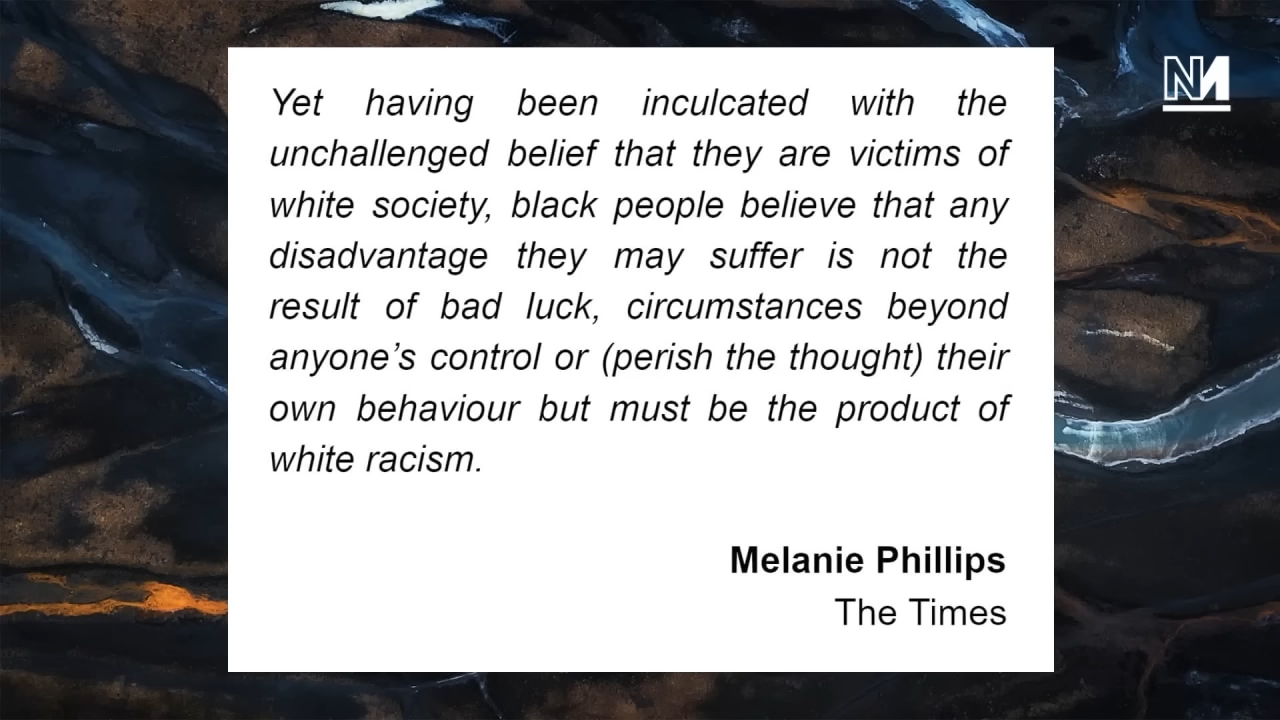 NM
Yet having been inculcated with the
unchallenged belief that they are victims of
white society, black people believe that any
disadvantage they may suffer is not the
result of bad luck, circumstances beyond
anyone’s control or (perish the thought) their
own behaviour but must be the product of
white racism.
Melanie Phillips
The Times